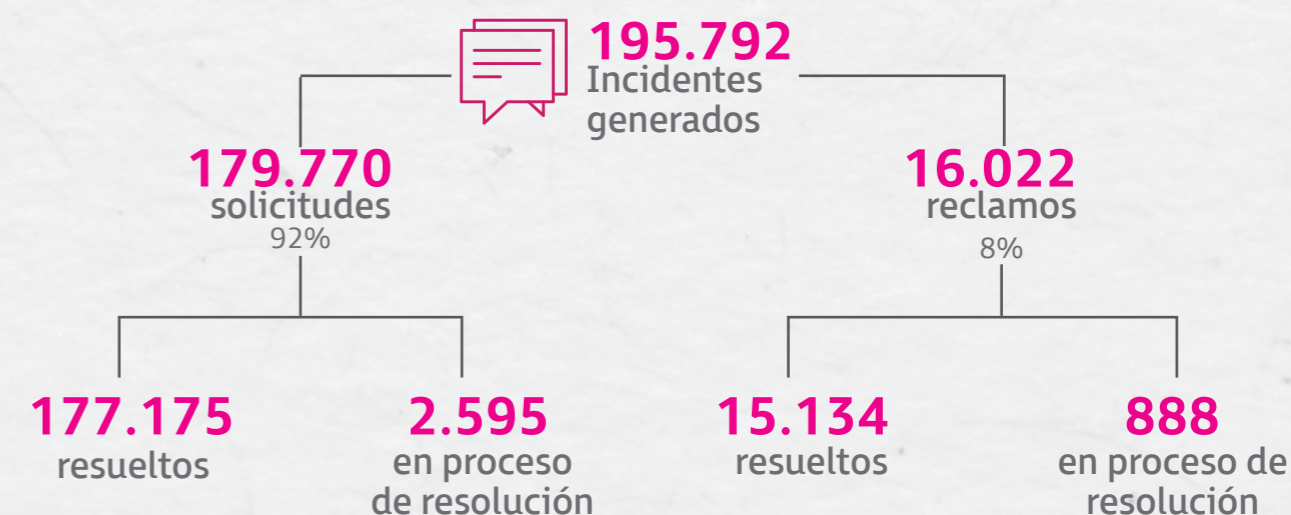 195.792
Incidentes
generados
179.770
solicitudes
92%
16.022
reclamos
8%
177.175
resueltos
2.595
en proceso
de resolución
15.134
resueltos
888
en proceso de
resolución